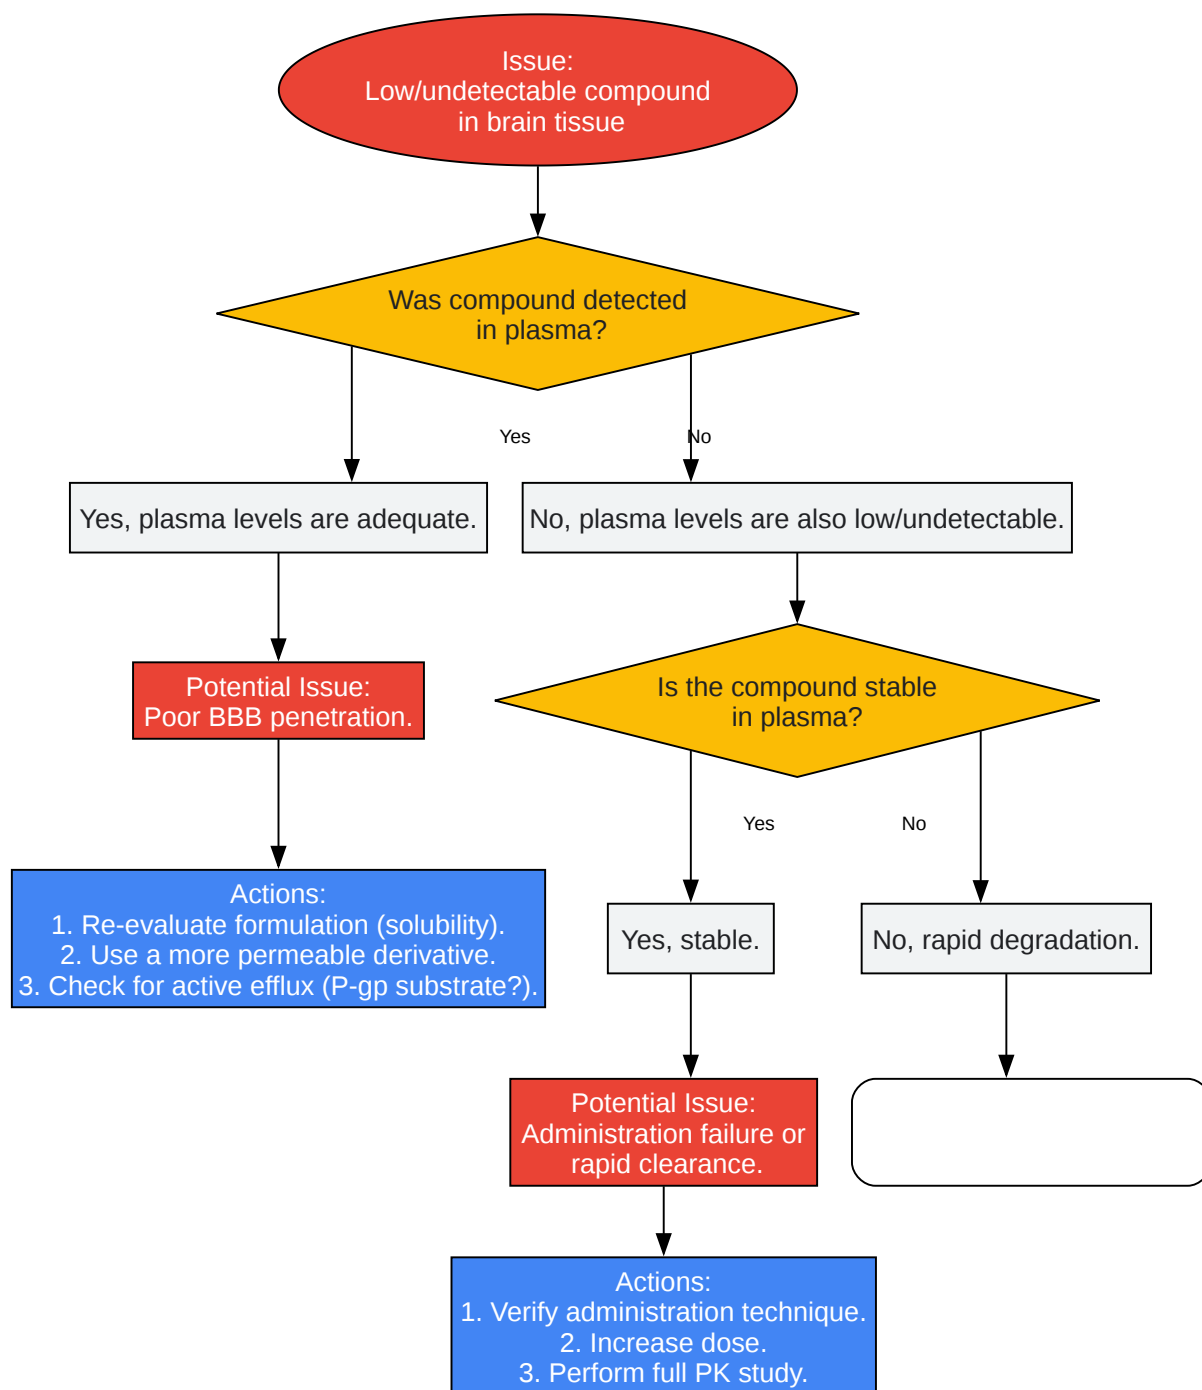 Issue:
Low/undetectable compound
in brain tissue
Was compound detected
in plasma?
Yes
No
Yes, plasma levels are adequate.
No, plasma levels are also low/undetectable.
Potential Issue:
Poor BBB penetration.
Is the compound stable
in plasma?
Yes
No
Actions:
1. Re-evaluate formulation (solubility).
2. Use a more permeable derivative.
3. Check for active efflux (P-gp substrate?).
Yes, stable.
No, rapid degradation.
Potential Issue:
Administration failure or
rapid clearance.
Actions:
1. Verify administration technique.
2. Increase dose.
3. Perform full PK study.